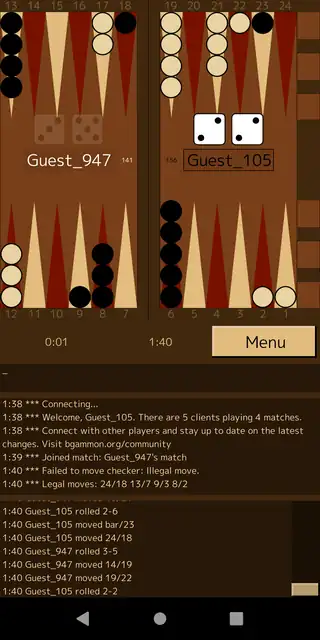 13 14 15 16 17 18 19 20 21 22 23 24
Guest_947 141 156 Guest_105
12 11 10 9 8 7 6 5 4 3 2 1
0:01 1:40 Menu
_
1:38 *** Connecting...
1:38 *** Welcome, Guest_105. There are 5 clients playing 4 matches.
1:38 *** Connect with other players and stay up to date on the latest
changes. Visit bgammon.org/community
1:39 *** Joined match: Guest_947's match
1:40 *** Failed to move checker: Illegal move.
1:40 *** Legal moves: 24/18 13/7 9/3 8/2
1:40 Guest_105 rolled 2-6
1:40 Guest_105 moved bar/23
1:40 Guest_105 moved 24/18
1:40 Guest_947 rolled 3-5
1:40 Guest_947 moved 14/19
1:40 Guest_947 moved 19/22
1:40 Guest_105 rolled 2-2